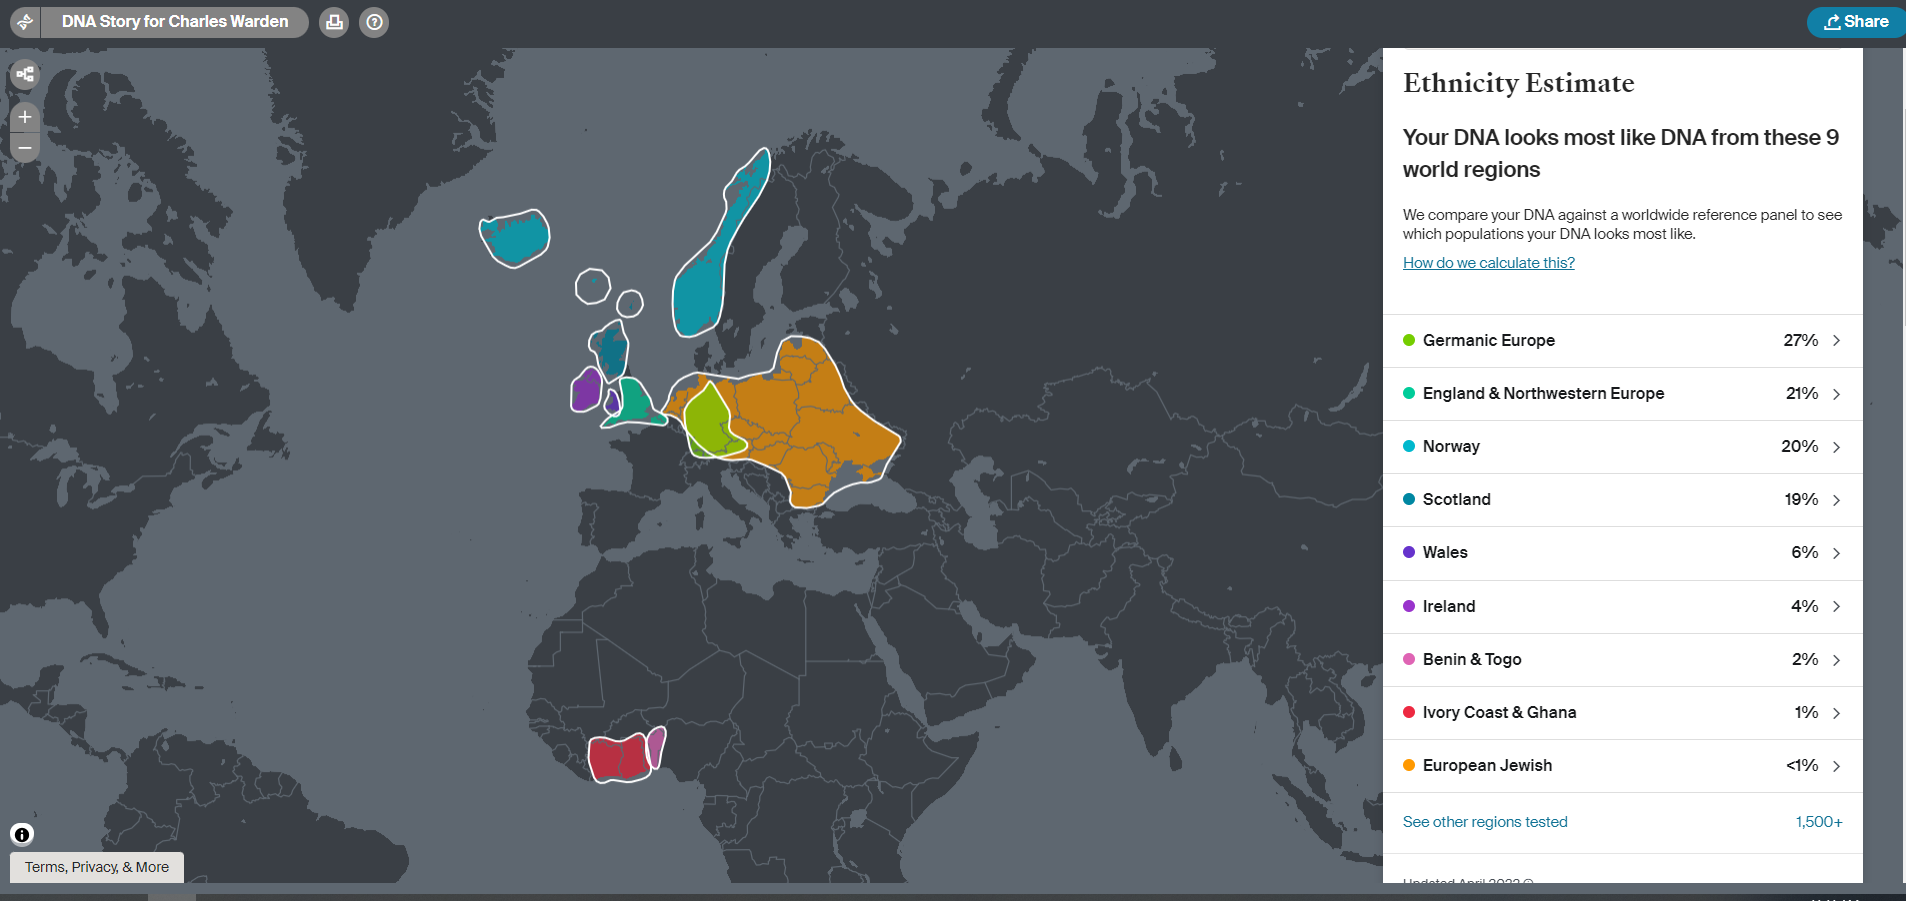 DNA Story for Charles Warden
Share
Ethnicity Estimate
Your DNA looks most like DNA from these 9
world regions
We compare your DNA against a worldwide reference panel to see
which populations your DNA looks most like.
How do we calculate this?
Germanic Europe 27%
England & Northwestern Europe 21%
Norway 20%
Scotland 19%
Wales 6%
Ireland 4%
Benin & Togo 2%
Ivory Coast & Ghana 1%
European Jewish <1%
See other regions tested 1,500+
Updated April
Terms, Privacy, & More